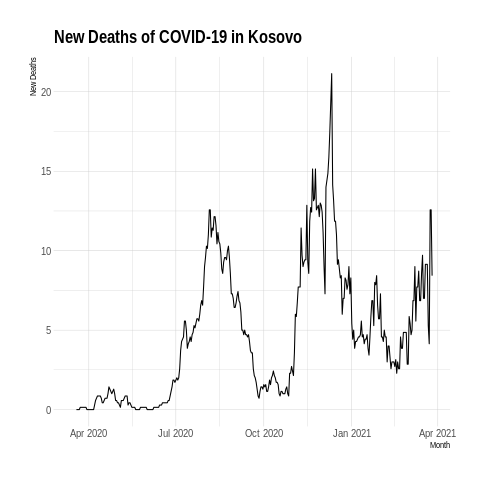 New Deaths of COVID-19 in Kosovo
New Deaths
20
15
10
5
0
Apr 2020
Jul 2020
Oct 2020
Jan 2021
Apr 2021
Month